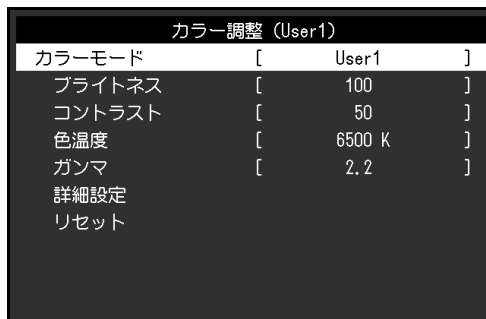 カラー調整 (User1)
カラーモード [ User1 ]
ブライトネス [ 100 ]
コントラスト [ 50 ]
色温度 [ 6500 K ]
ガンマ [ 2.2 ]
詳細設定
リセット